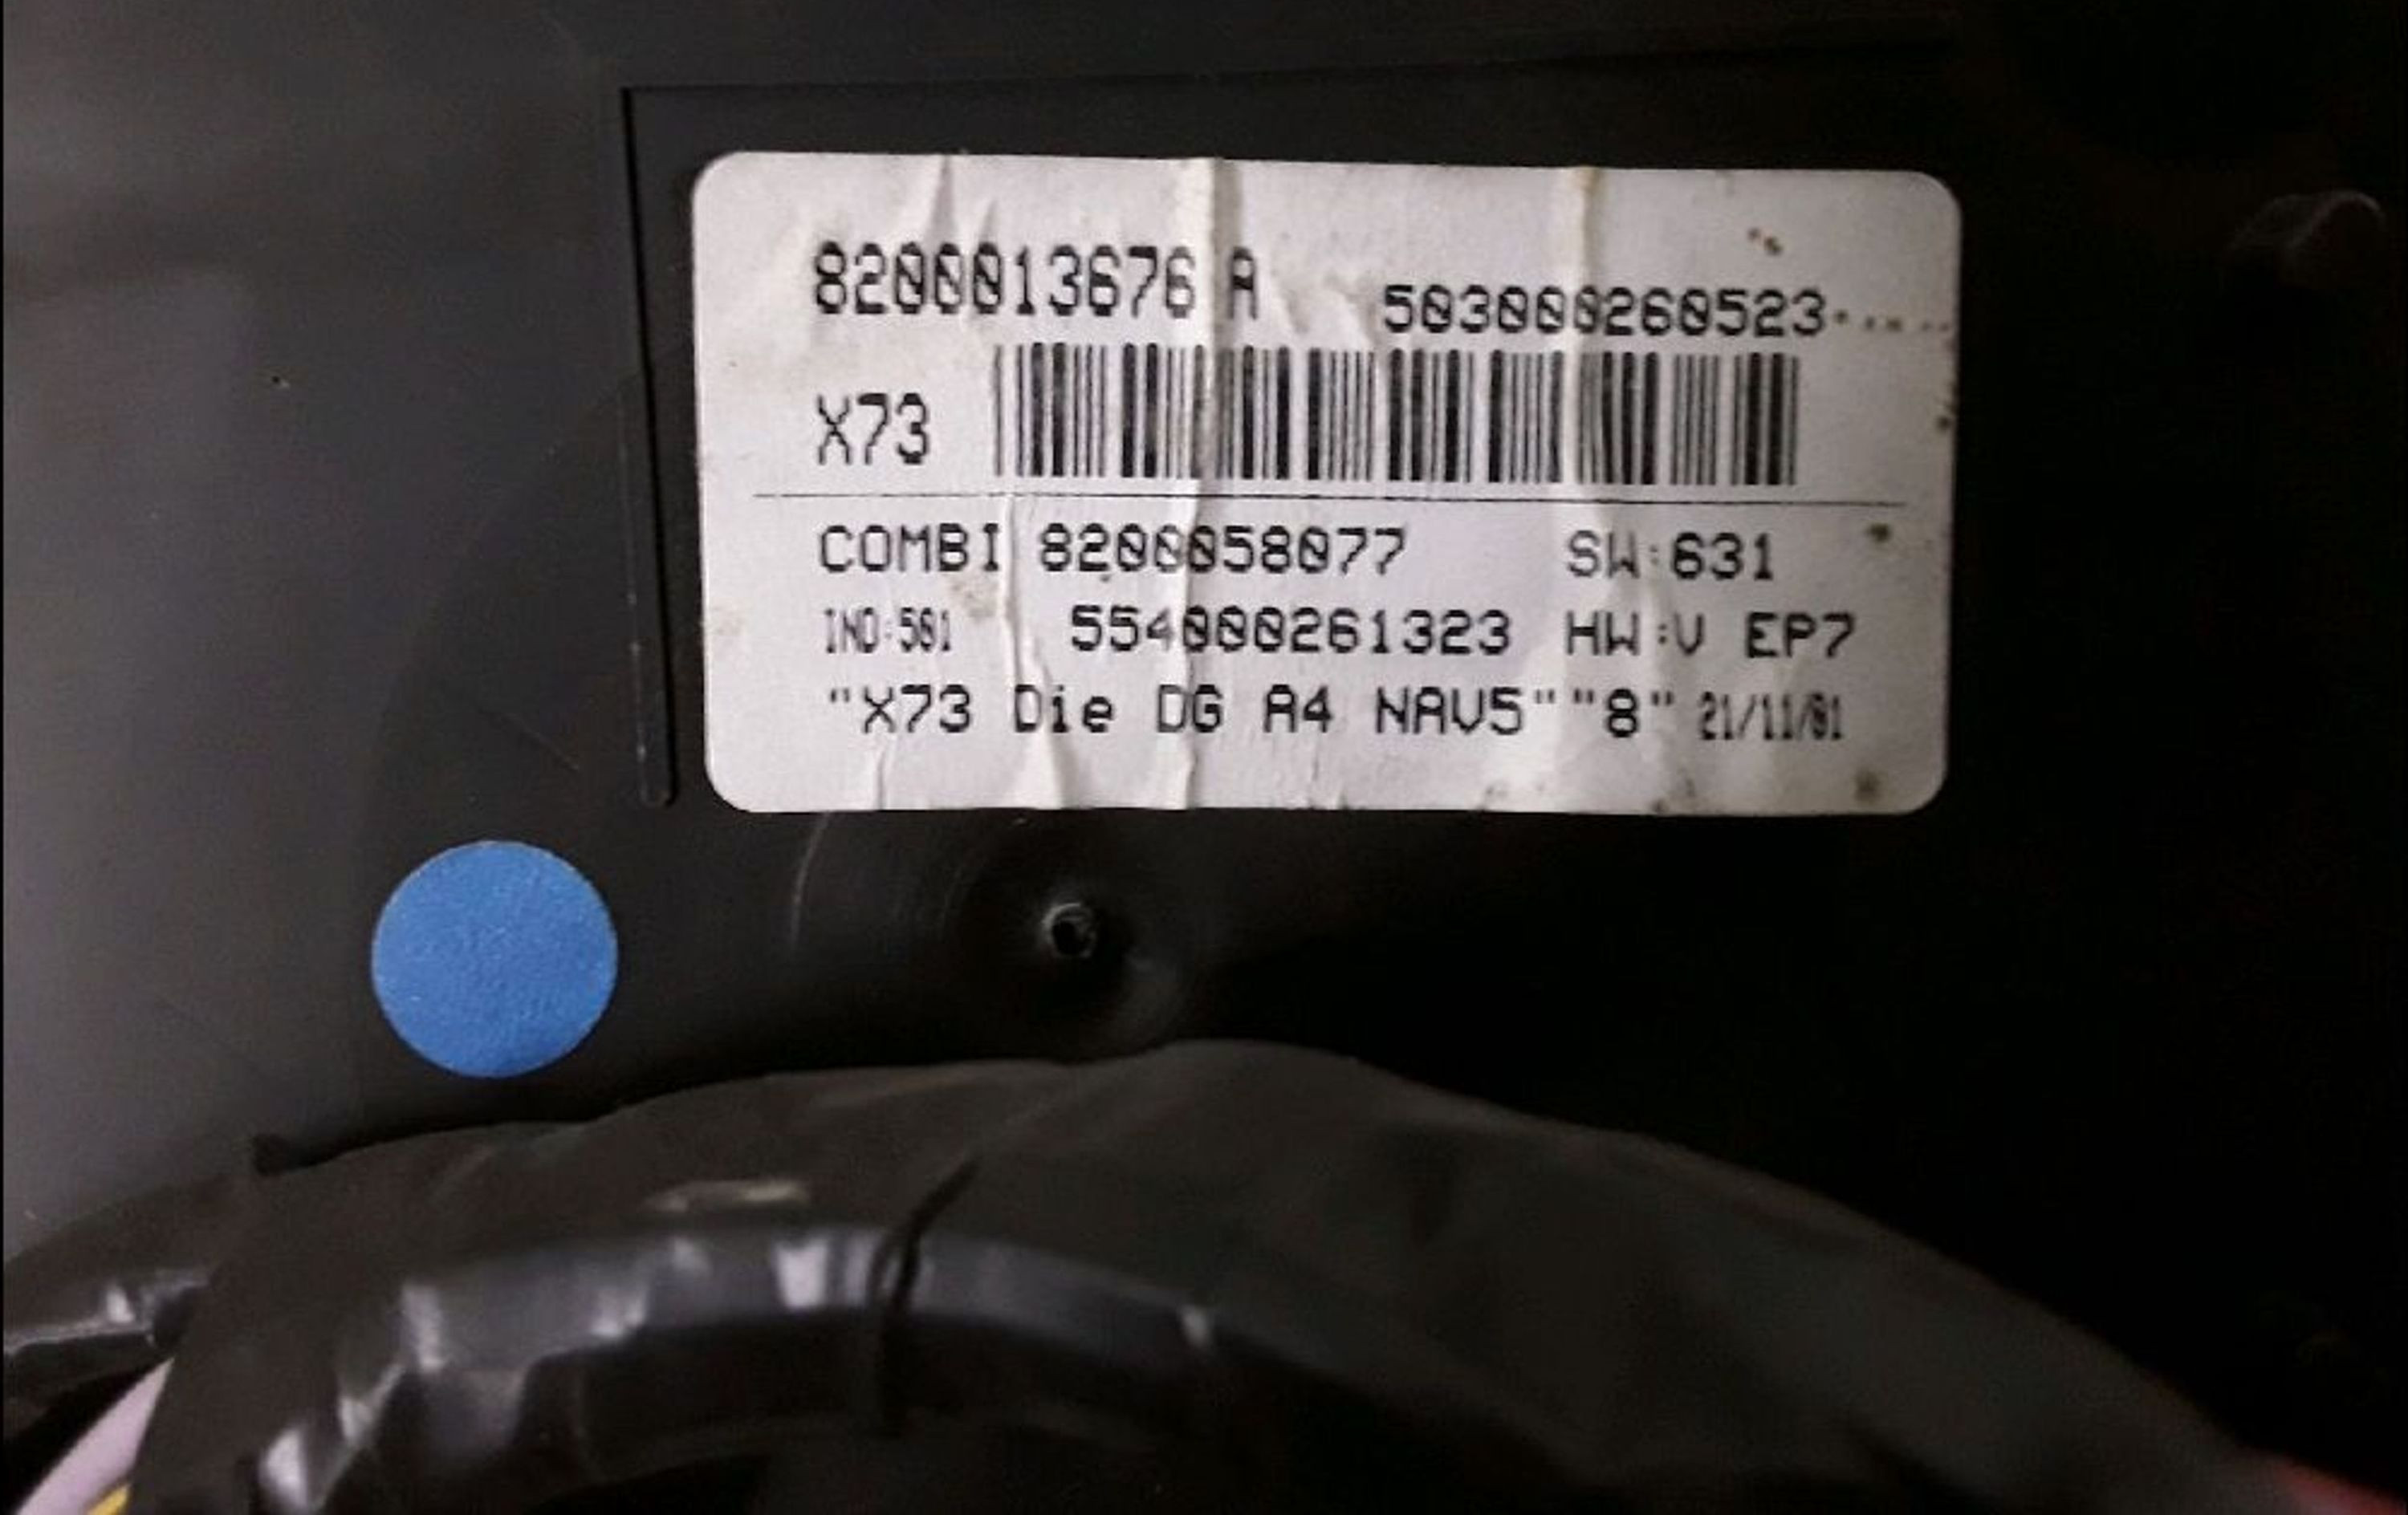 8200013676 A 503000260523
X73
COMBI 8200058077 SW:631
IND:501 554000261323 HW:V EP7
"X73 Die DG A4 NAV5" "8" 21/11/01